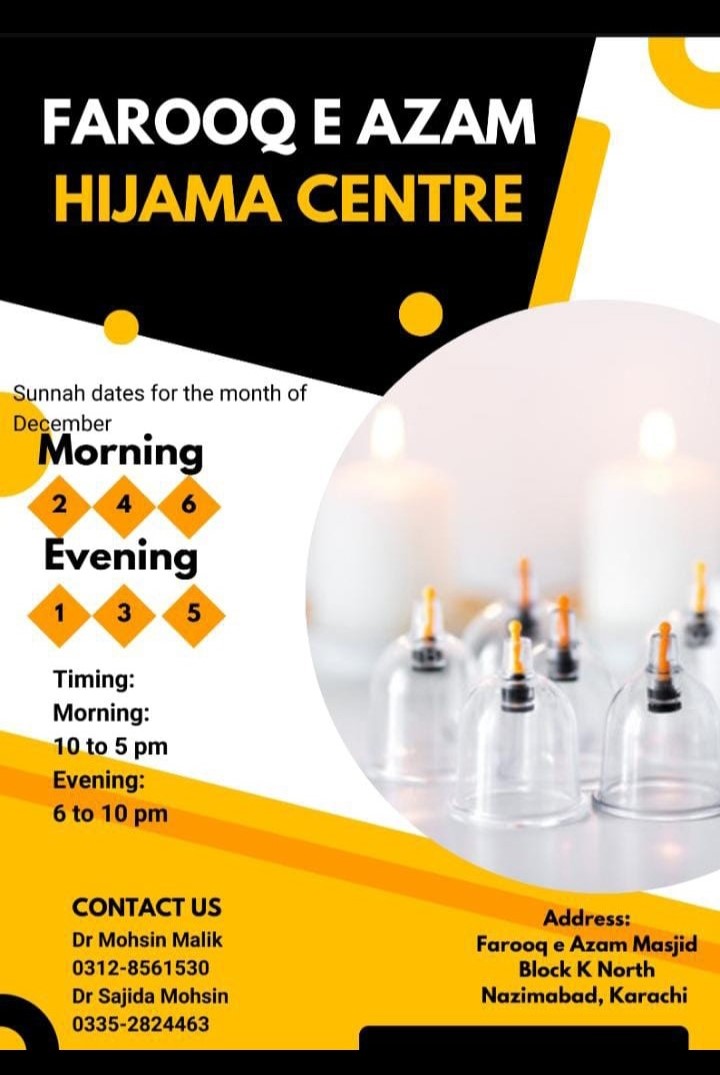 FAROOQ E AZAM
HIJAMA CENTRE
Sunnah dates for the month of
December
Morning
2 4 6
Evening
1 3 5
Timing:
Morning:
10 to 5 pm
Evening:
6 to 10 pm
CONTACT US
Dr Mohsin Malik
0312-8561530
Dr Sajida Mohsin
0335-2824463
Address:
Farooq e Azam Masjid
Block K North
Nazimabad, Karachi